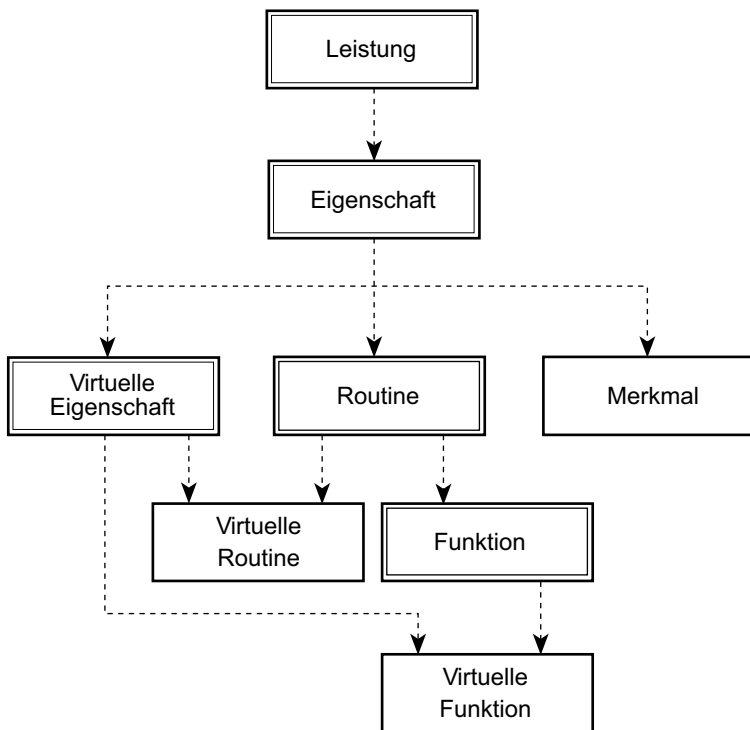 Leistung
Eigenschaft
Virtuelle
Eigenschaft
Routine
Merkmal
Virtuelle
Routine
Funktion
Virtuelle
Funktion